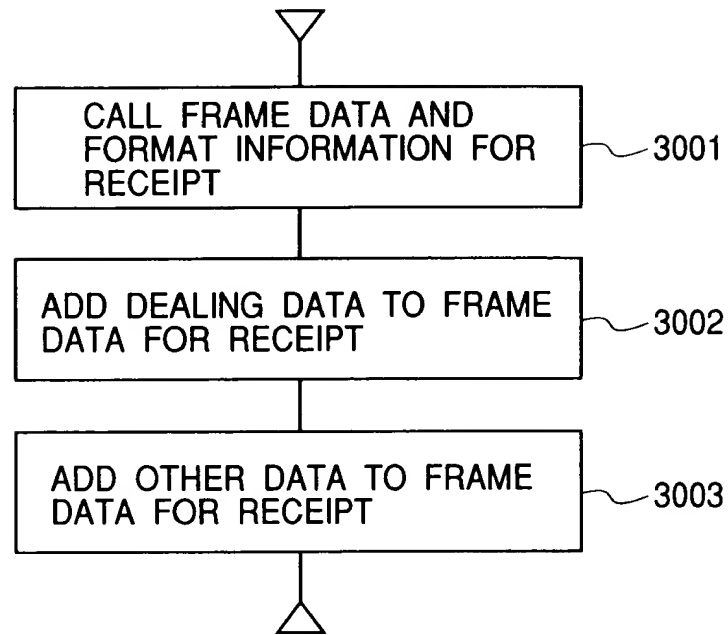 CALL FRAME DATA AND
FORMAT INFORMATION FOR
RECEIPT
3001
ADD DEALING DATA TO FRAME
DATA FOR RECEIPT
3002
ADD OTHER DATA TO FRAME
DATA FOR RECEIPT
3003